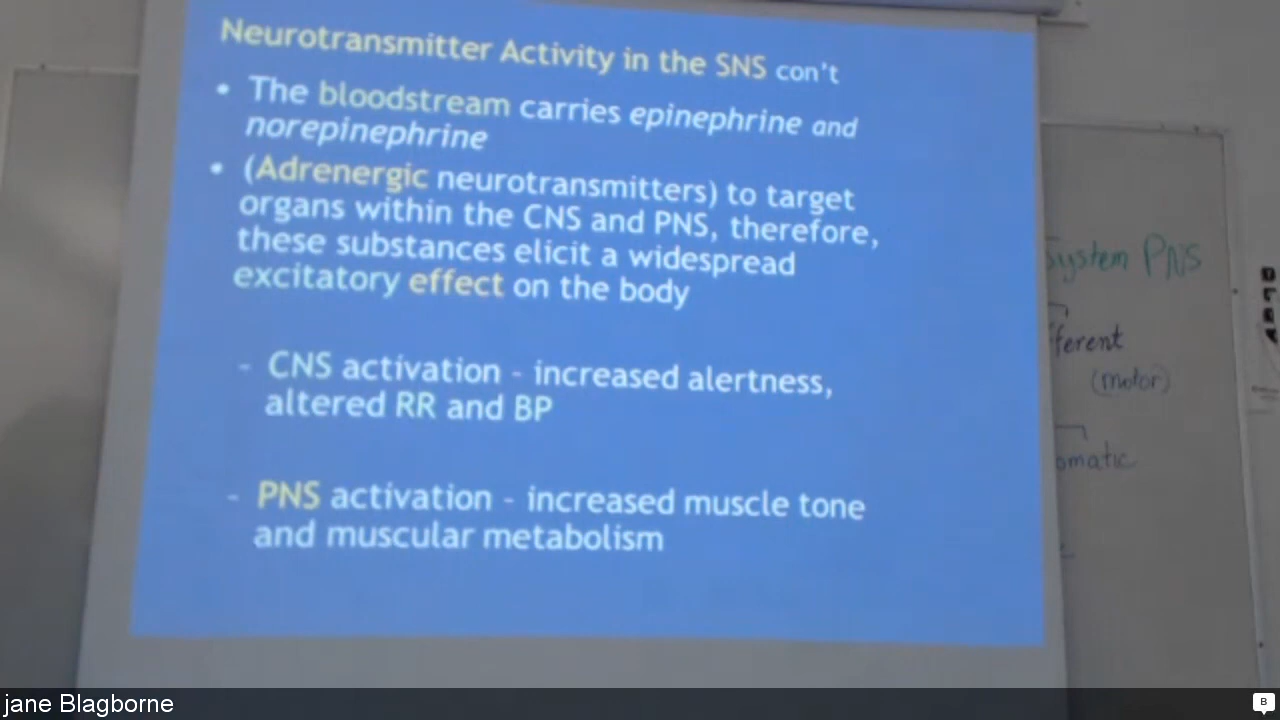 Neurotransmitter Activity in the SNS con't
• The bloodstream carries epinephrine and
norepinephrine
• (Adrenergic neurotransmitters) to target
organs within the CNS and PNS, therefore,
these substances elicit a widespread
excitatory effect on the body
- CNS activation - increased alertness,
altered RR and BP
- PNS activation - increased muscle tone
and muscular metabolism
System PNS
fferent
(motor)
omatic
jane Blagborne
B